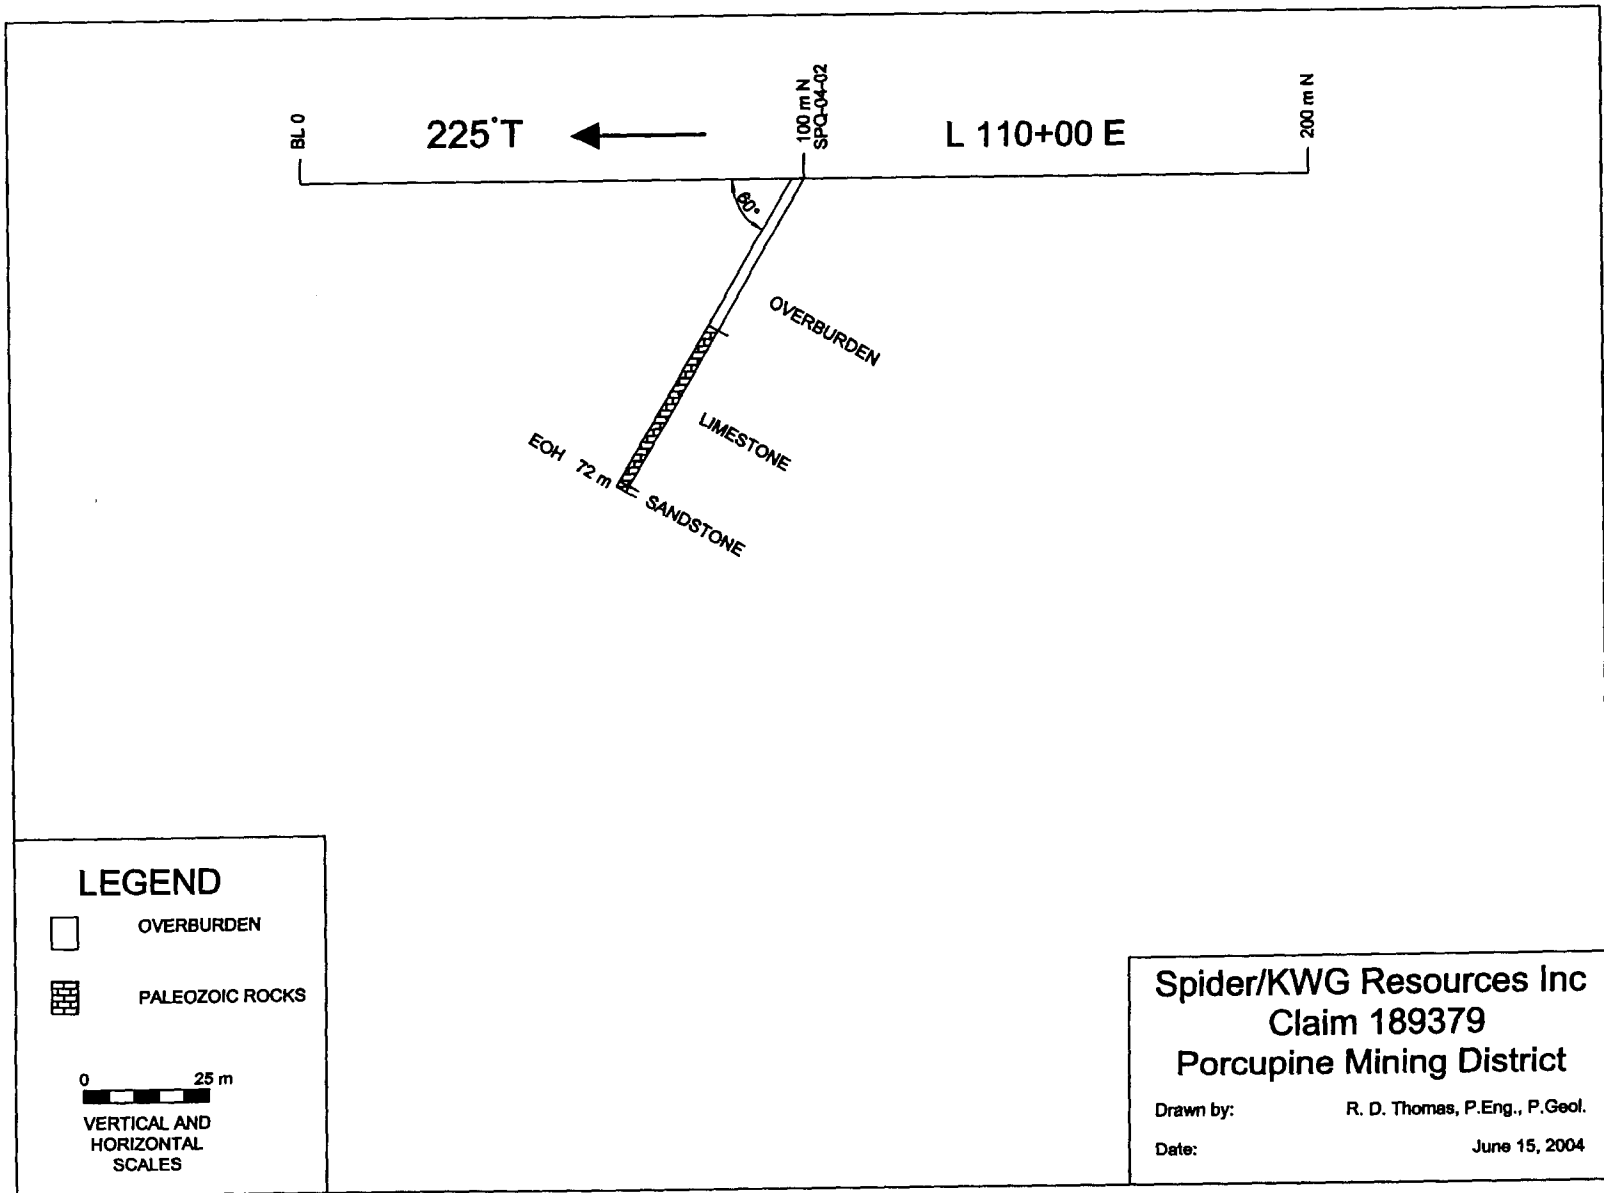 BL 0
225°T
100 m N
SPQ-04-02
L 110+00 E
200 m N
60°
OVERBURDEN
LIMESTONE
EOH 72 m
SANDSTONE
LEGEND
OVERBURDEN
PALEOZOIC ROCKS
0 25 m
VERTICAL AND
HORIZONTAL
SCALES
Spider/KWG Resources Inc
Claim 189379
Porcupine Mining District
Drawn by: R. D. Thomas, P.Eng., P.Geol.
Date: June 15, 2004